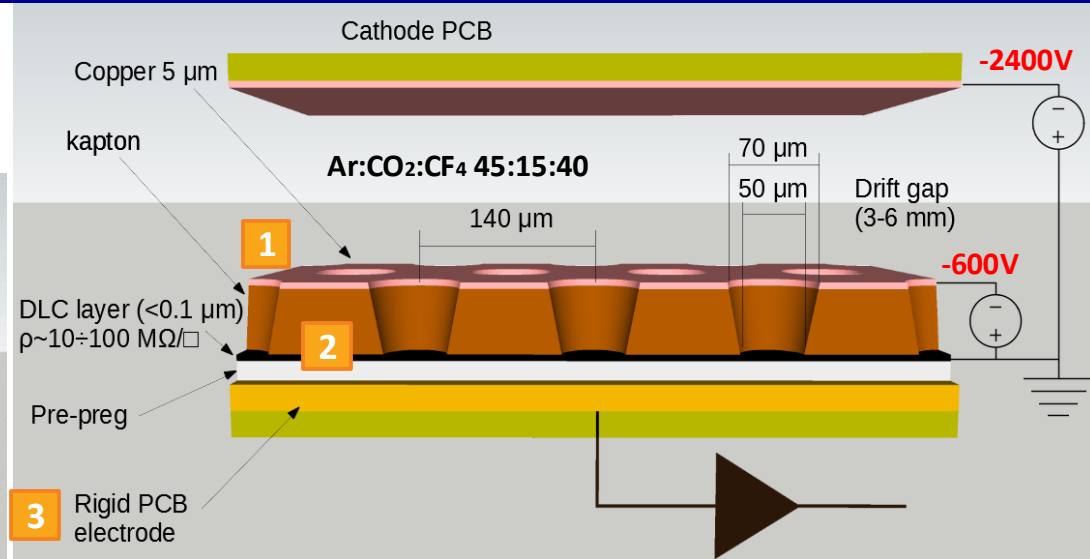 Cathode PCB
-2400V
Copper 5 µm
kapton
Ar:CO₂:CF₄ 45:15:40
70 µm
50 µm
Drift gap
(3-6 mm)
140 µm
1
-600V
DLC layer (<0.1 µm)
ρ~10÷100 MΩ/□
2
Pre-preg
3
Rigid PCB
electrode